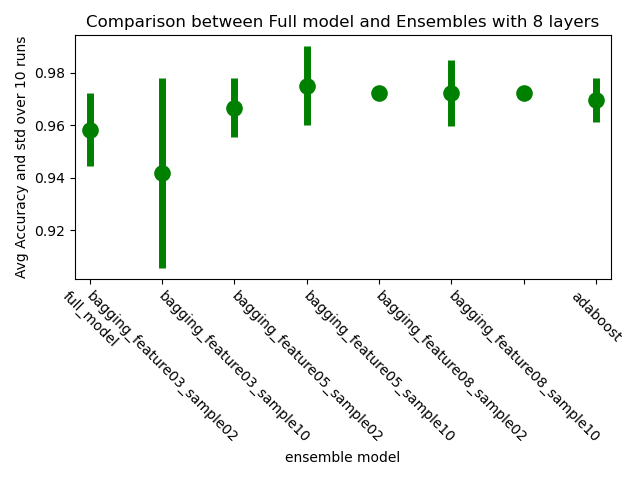 Comparison between Full model and Ensembles with 8 layers
Avg Accuracy and std over 10 runs
0.98
0.96
0.94
0.92
full_model
bagging_feature03_sample02
bagging_feature03_sample10
bagging_feature05_sample02
bagging_feature05_sample10
bagging_feature08_sample02
bagging_feature08_sample10
adaboost
ensemble model